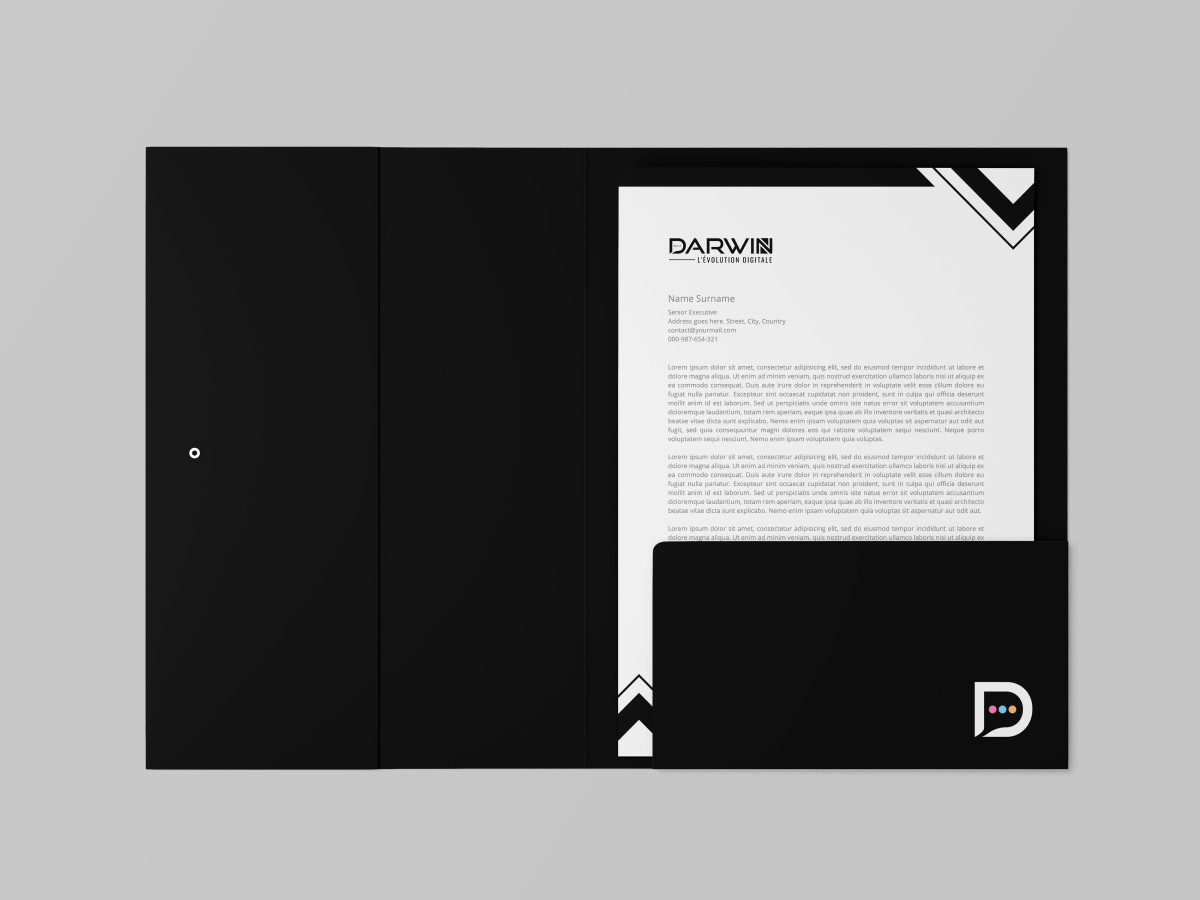 DARWIN
L'ÉVOLUTION DIGITALE
Name Surname
Senior Executive
Address goes here. Street, City, Country
contact@yourmail.com
000-987-654-321
Lorem ipsum dolor sit amet, consectetur adipisicing elit, sed do eiusmod tempor incididunt ut labore et
dolore magna aliqua. Ut enim ad minim veniam, quis nostrud exercitation ullamco laboris nisi ut aliquip ex
ea commodo consequat. Duis aute irure dolor in reprehenderit in voluptate velit esse cillum dolore eu
fugiat nulla pariatur. Excepteur sint occaecat cupidatat non proident, sunt in culpa qui officia deserunt
mollit anim id est laborum. Sed ut perspiciatis unde omnis iste natus error sit voluptatem accusantium
doloremque laudantium, totam rem aperiam, eaque ipsa quae ab illo inventore veritatis et quasi architecto
beatae vitae dicta sunt explicabo. Nemo enim ipsam voluptatem quia voluptas sit aspernatur aut odit aut
fugit, sed quia consequuntur magni dolores eos qui ratione voluptatem sequi nesciunt. Neque porro
voluptatem sequi nesciunt. Nemo enim ipsam voluptatem quia voluptas.
Lorem ipsum dolor sit amet, consectetur adipisicing elit, sed do eiusmod tempor incididunt ut labore et
dolore magna aliqua. Ut enim ad minim veniam, quis nostrud exercitation ullamco laboris nisi ut aliquip ex
ea commodo consequat. Duis aute irure dolor in reprehenderit in voluptate velit esse cillum dolore eu
fugiat nulla pariatur. Excepteur sint occaecat cupidatat non proident, sunt in culpa qui officia deserunt
mollit anim id est laborum. Sed ut perspiciatis unde omnis iste natus error sit voluptatem accusantium
doloremque laudantium, totam rem aperiam, eaque ipsa quae ab illo inventore veritatis et quasi architecto
beatae vitae dicta sunt explicabo. Nemo enim ipsam voluptatem quia voluptas sit aspernatur aut odit aut.
Lorem ipsum dolor sit amet, consectetur adipisicing elit, sed do eiusmod tempor incididunt ut labore et
dolore magna aliqua. Ut enim ad minim veniam, quis nostrud exercitation ullamco laboris nisi ut aliquip ex
D